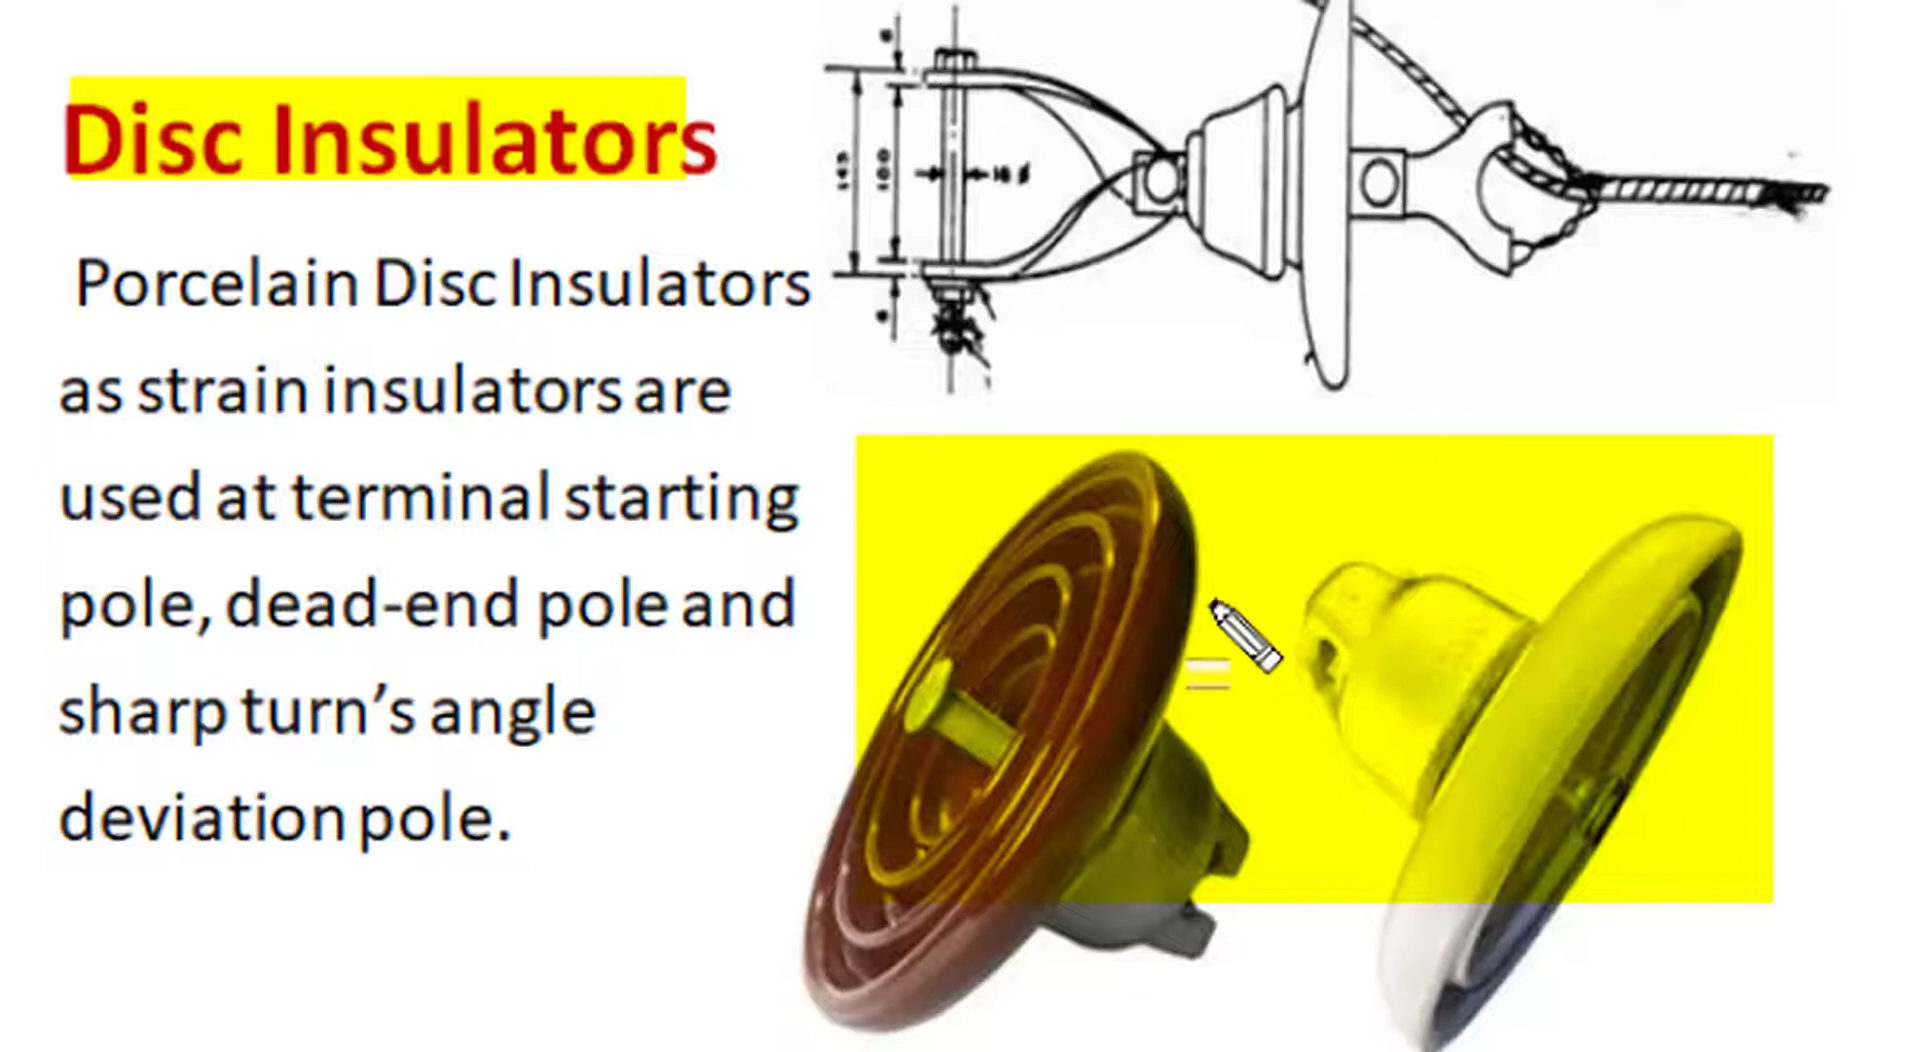 Disc Insulators
Porcelain Disc Insulators
as strain insulators are
used at terminal starting
pole, dead-end pole and
sharp turn’s angle
deviation pole.
100